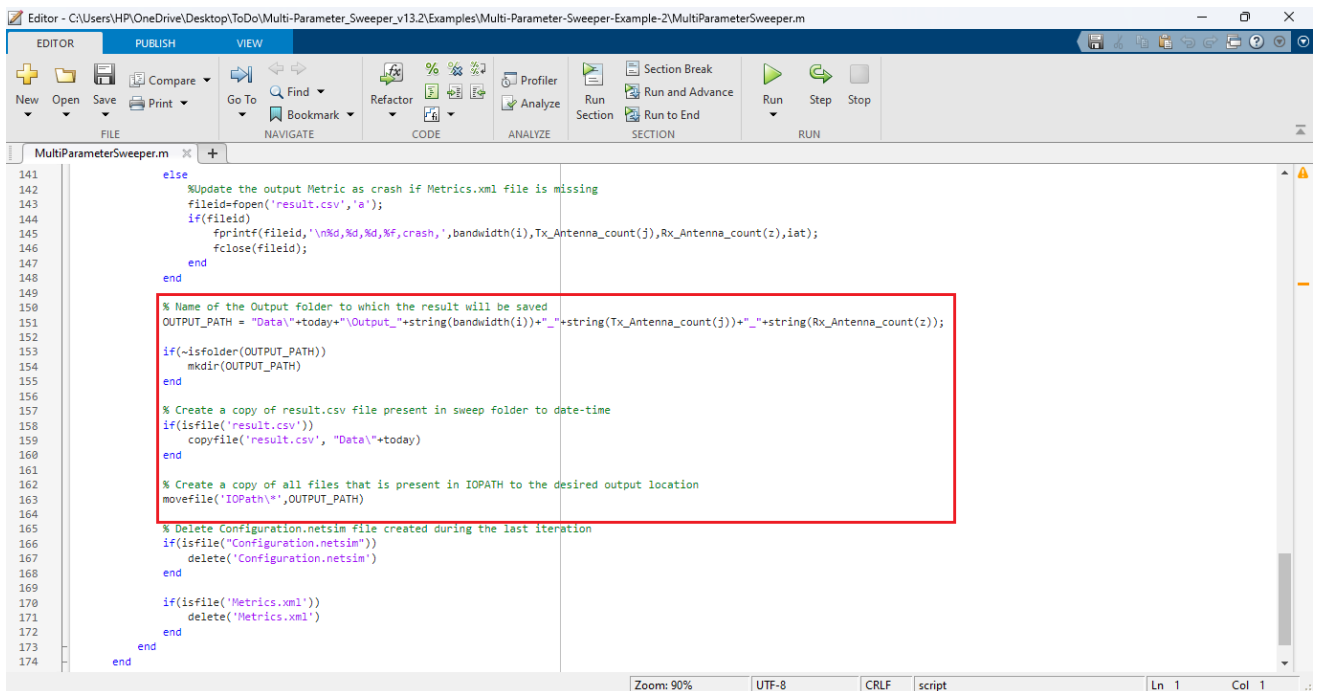 Editor - C:\Users\HP\OneDrive\Desktop\ToDo\Multi-Parameter_Sweeper_v13.2\Examples\Multi-Parameter-Sweeper-Example-2\MultiParameterSweeper.m
EDITOR PUBLISH VIEW
New Open Save Compare Print Go To Find Bookmark Refactor Profiler Analyze Run Section Section Break Run and Advance Run to End Run Step Stop
FILE NAVIGATE CODE ANALYZE SECTION RUN
MultiParameterSweeper.m
141 else
142 %Update the output Metric as crash if Metrics.xml file is missing
143 fileid=fopen('result.csv','a');
144 if(fileid)
145 fprintf(fileid,'\n%d,%d,%d,%f,crash,',bandwidth(i),Tx_Antenna_count(j),Rx_Antenna_count(z),iat);
146 fclose(fileid);
147 end
148 end
149
150 % Name of the Output folder to which the result will be saved
151 OUTPUT_PATH = "Data\"+today+"\Output_"+string(bandwidth(i))+"_"+string(Tx_Antenna_count(j))+"_"+string(Rx_Antenna_count(z));
152
153 if(~isfolder(OUTPUT_PATH))
154 mkdir(OUTPUT_PATH)
155 end
156
157 % Create a copy of result.csv file present in sweep folder to date-time
158 if(isfile('result.csv'))
159 copyfile('result.csv', "Data\"+today)
160 end
161
162 % Create a copy of all files that is present in IOPATH to the desired output location
163 movefile('IOPath\*',OUTPUT_PATH)
164
165 % Delete Configuration.netsim file created during the last iteration
166 if(isfile("Configuration.netsim"))
167 delete('Configuration.netsim')
168 end
169
170 if(isfile('Metrics.xml'))
171 delete('Metrics.xml')
172 end
173 end
174 end
Zoom: 90% UTF-8 CRLF script Ln 1 Col 1